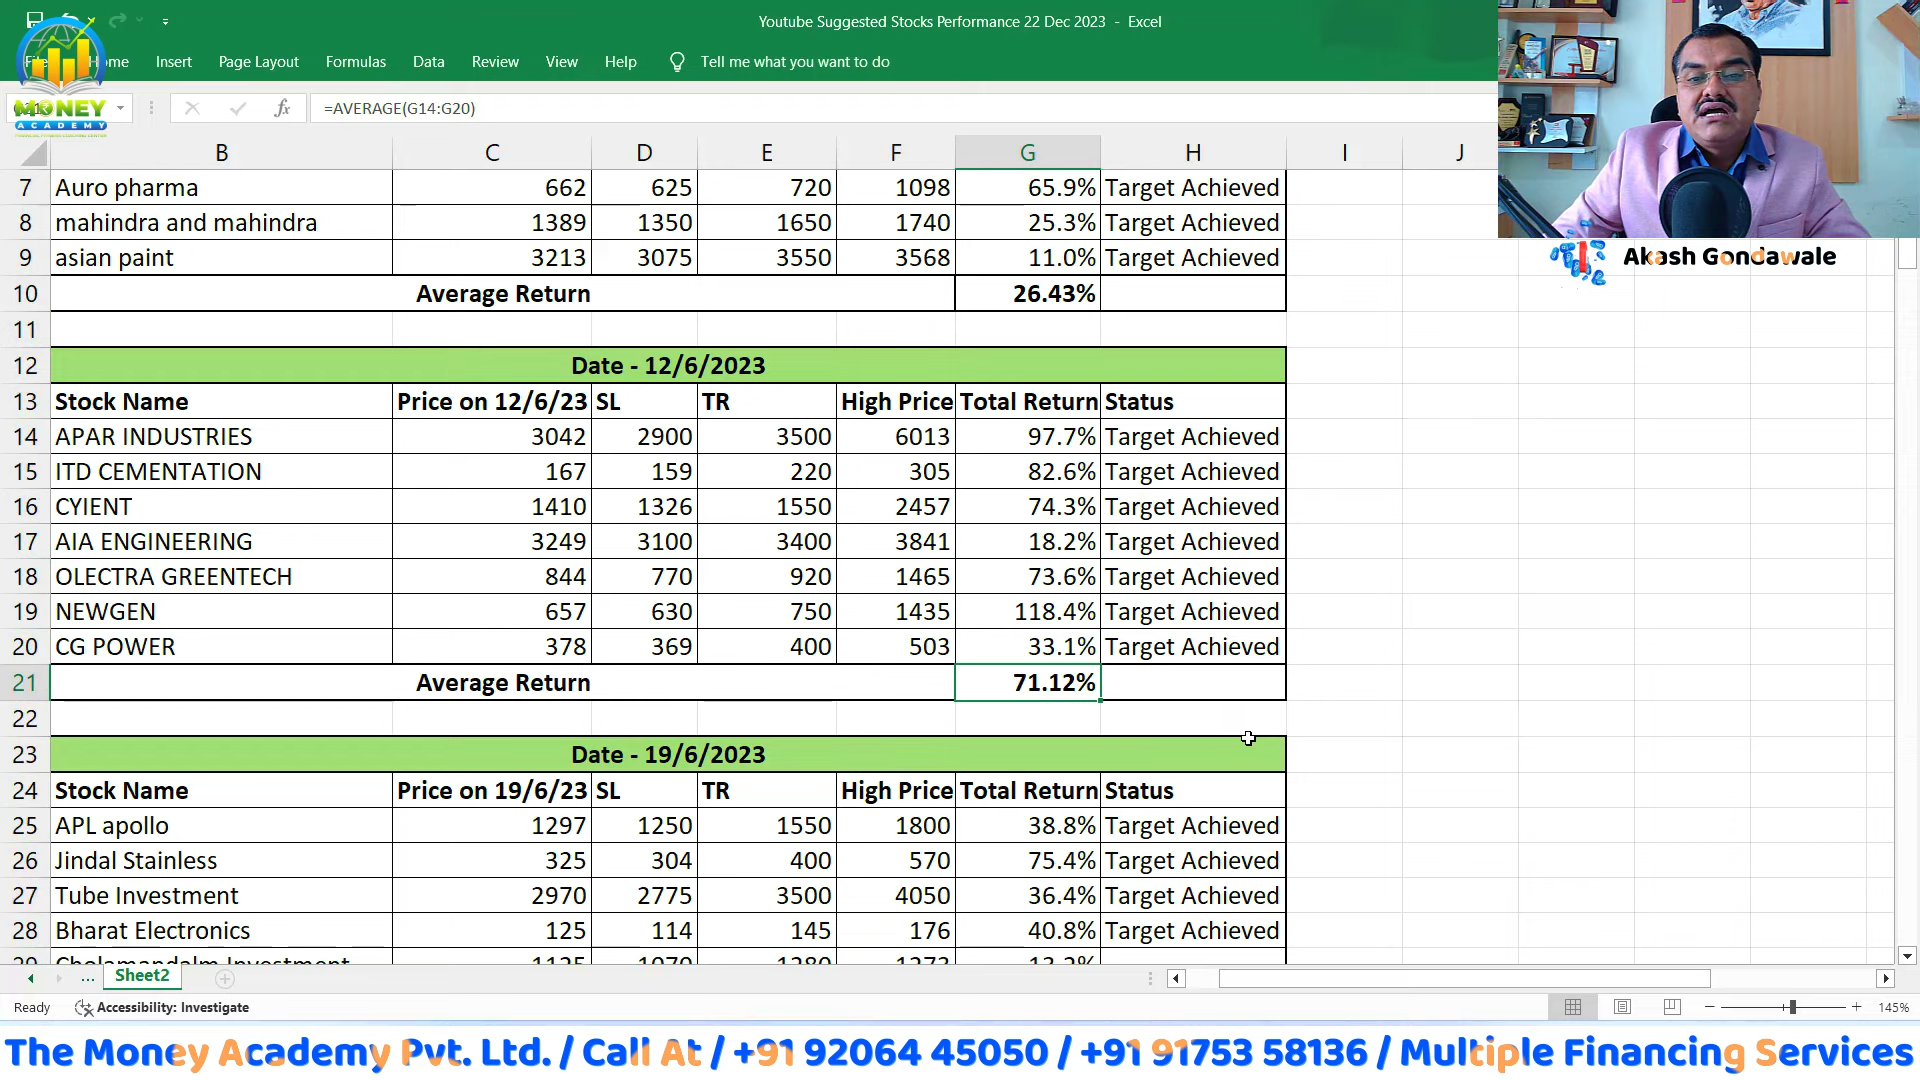 Youtube Suggested Stocks Performance 22 Dec 2023 - Excel
File Home Insert Page Layout Formulas Data Review View Help Tell me what you want to do
MONEY
ACADEMY
fx =AVERAGE(G14:G20)
B C D E F G H I J
7 Auro pharma 662 625 720 1098 65.9% Target Achieved
8 mahindra and mahindra 1389 1350 1650 1740 25.3% Target Achieved
Akash Gondawale
9 asian paint 3213 3075 3550 3568 11.0% Target Achieved
10 Average Return 26.43%
11
12 Date - 12/6/2023
13 Stock Name Price on 12/6/23 SL TR High Price Total Return Status
14 APAR INDUSTRIES 3042 2900 3500 6013 97.7% Target Achieved
15 ITD CEMENTATION 167 159 220 305 82.6% Target Achieved
16 CYIENT 1410 1326 1550 2457 74.3% Target Achieved
17 AIA ENGINEERING 3249 3100 3400 3841 18.2% Target Achieved
18 OLECTRA GREENTECH 844 770 920 1465 73.6% Target Achieved
19 NEWGEN 657 630 750 1435 118.4% Target Achieved
20 CG POWER 378 369 400 503 33.1% Target Achieved
21 Average Return 71.12%
22
23 Date - 19/6/2023
24 Stock Name Price on 19/6/23 SL TR High Price Total Return Status
25 APL apollo 1297 1250 1550 1800 38.8% Target Achieved
26 Jindal Stainless 325 304 400 570 75.4% Target Achieved
27 Tube Investment 2970 2775 3500 4050 36.4% Target Achieved
28 Bharat Electronics 125 114 145 176 40.8% Target Achieved
... Sheet2
Ready Accessibility: Investigate 145%
The Money Academy Pvt. Ltd. / Call At / +91 92064 45050 / +91 91753 58136 / Multiple Financing Services